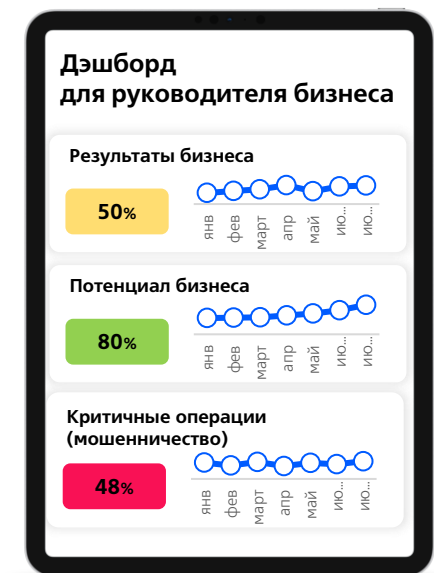 Дэшборд
для руководителя бизнеса
Результаты бизнеса
50%
янв фев март апр май ию... ию...
Потенциал бизнеса
80%
янв фев март апр май ию... ию...
Критичные операции
(мошенничество)
48%
янв фев март апр май ию... ию...